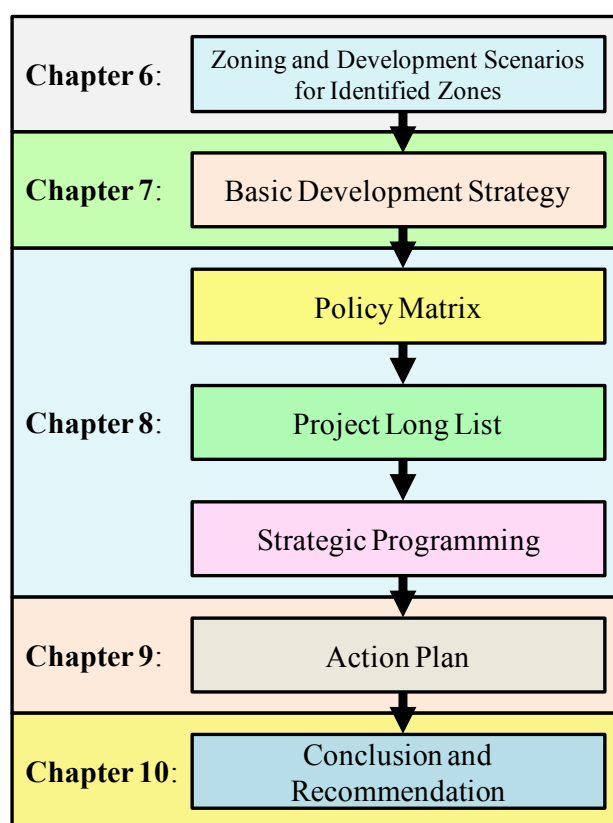 Chapter 6:
Zoning and Development Scenarios
for Identified Zones
Chapter 7:
Basic Development Strategy
Chapter 8:
Policy Matrix
Project Long List
Strategic Programming
Chapter 9:
Action Plan
Chapter 10:
Conclusion and
Recommendation